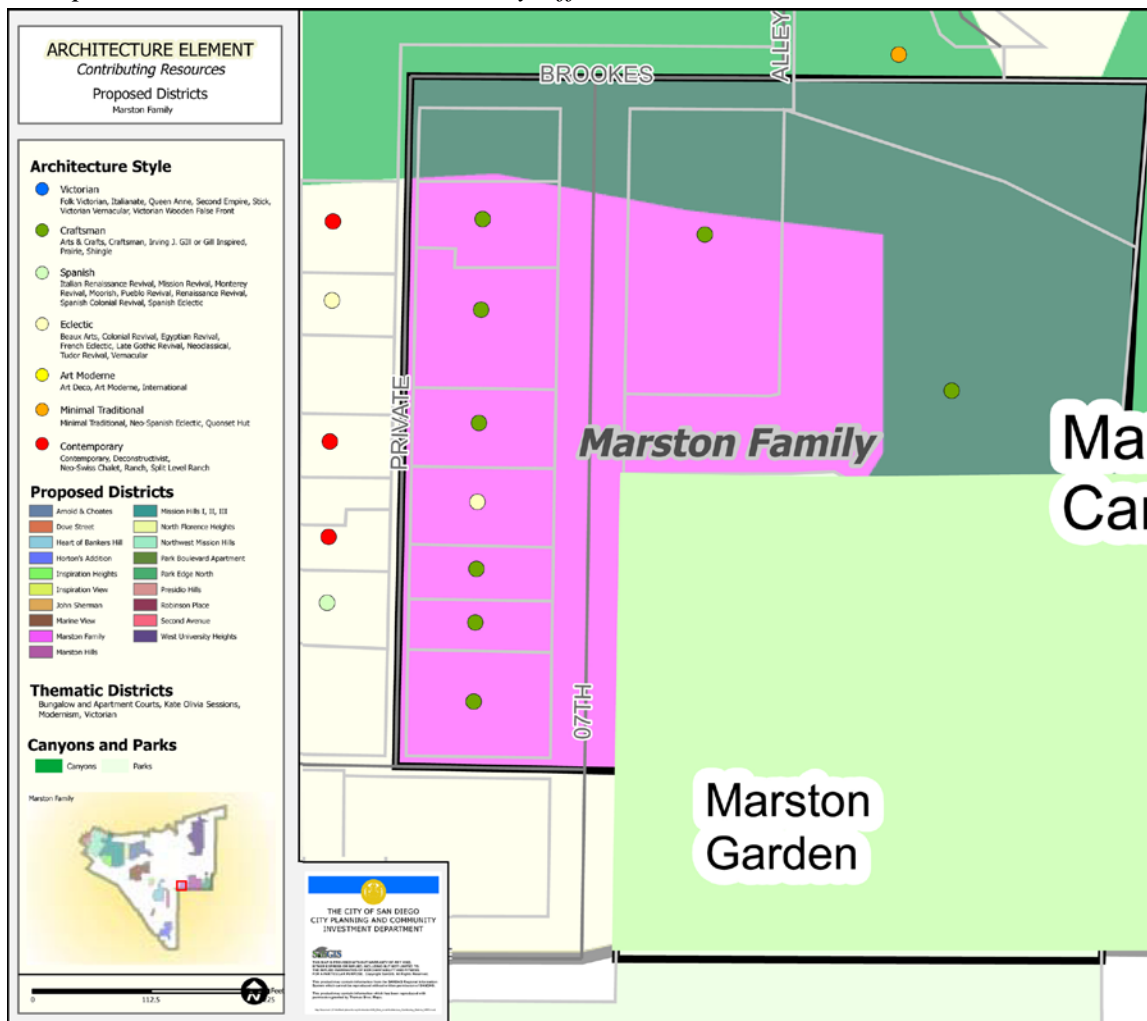 ARCHITECTURE ELEMENT
Contributing Resources
Proposed Districts
Marston Family
Architecture Style
Victorian
Folk Victorian, Italianate, Queen Anne, Second Empire, Stick,
Victorian Vernacular, Victorian Wooden False Front
Craftsman
Arts & Crafts, Craftsman, Irving J. Gill or Gill Inspired,
Prairie, Shingle
Spanish
Italian Renaissance Revival, Mission Revival, Monterey
Revival, Moorish, Pueblo Revival, Renaissance Revival,
Spanish Colonial Revival, Spanish Eclectic
Eclectic
Beaux Arts, Colonial Revival, Egyptian Revival,
French Eclectic, Late Gothic Revival, Neoclassical,
Tudor Revival, Vernacular
Art Moderne
Art Deco, Art Moderne, International
Minimal Traditional
Minimal Traditional, Neo-Spanish Eclectic, Quonset Hut
Contemporary
Contemporary, Deconstructivist,
Neo-Swiss Chalet, Ranch, Split Level Ranch
Proposed Districts
Arnold & Choates
Dove Street
Heart of Bankers Hill
Horton's Addition
Inspiration Heights
Inspiration View
John Sherman
Marine View
Marston Family
Marston Hills
Mission Hills I, II, III
North Florence Heights
Northwest Mission Hills
Park Boulevard Apartment
Park Edge North
Presidio Hills
Robinson Place
Second Avenue
West University Heights
Thematic Districts
Bungalow and Apartment Courts, Kate Olivia Sessions,
Modernism, Victorian
Canyons and Parks
Canyons
Parks
Marston Family
0
112.5
Feet
N
BROOKES
ALLEY
PRIVATE
07TH
Marston Family
Ma
Ca
Marston
Garden
THE CITY OF SAN DIEGO
CITY PLANNING AND COMMUNITY
INVESTMENT DEPARTMENT